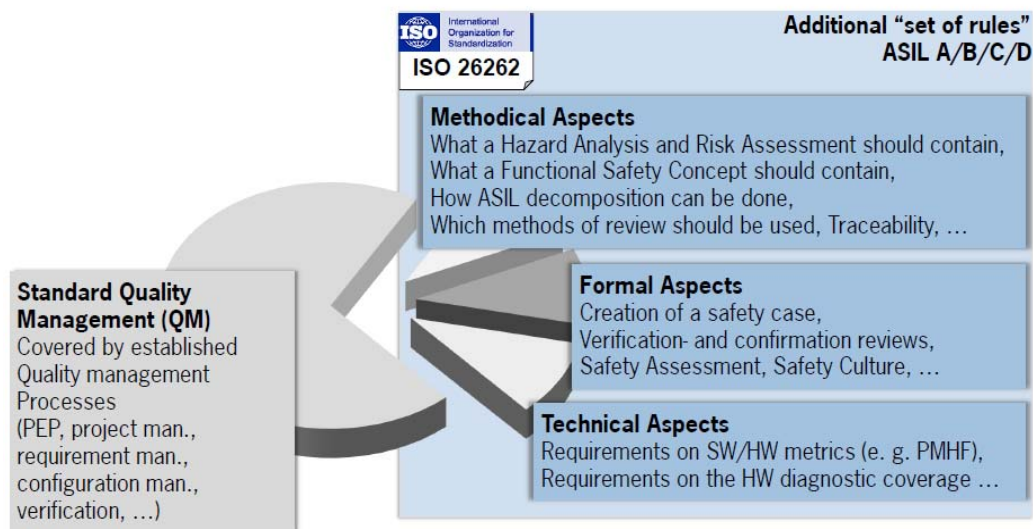 ISO
International
Organization for
Standardization
ISO 26262
Additional “set of rules”
ASIL A/B/C/D
Methodical Aspects
What a Hazard Analysis and Risk Assessment should contain,
What a Functional Safety Concept should contain,
How ASIL decomposition can be done,
Which methods of review should be used, Traceability, …
Standard Quality
Management (QM)
Covered by established
Quality management
Processes
(PEP, project man.,
requirement man.,
configuration man.,
verification, …)
Formal Aspects
Creation of a safety case,
Verification- and confirmation reviews,
Safety Assessment, Safety Culture, …
Technical Aspects
Requirements on SW/HW metrics (e. g. PMHF),
Requirements on the HW diagnostic coverage …